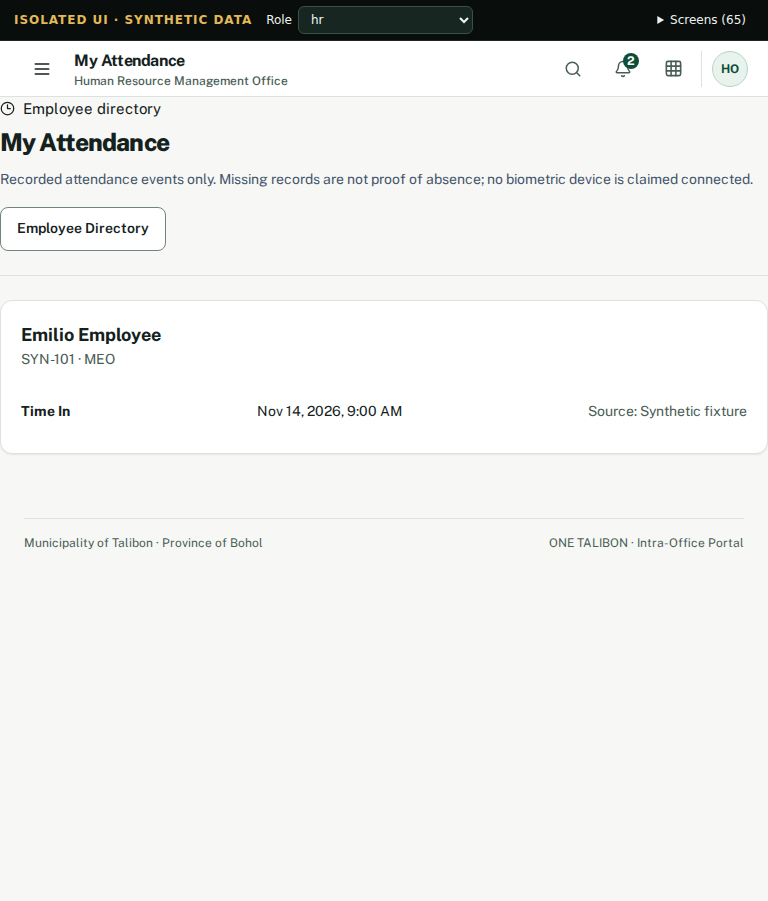 ISOLATED UI · SYNTHETIC DATA Role hr ▶ Screens (65)
My Attendance
Human Resource Management Office
2
HO
Employee directory
My Attendance
Recorded attendance events only. Missing records are not proof of absence; no biometric device is claimed connected.
Employee Directory
Emilio Employee
SYN-101 · MEO
Time In Nov 14, 2026, 9:00 AM Source: Synthetic fixture
Municipality of Talibon · Province of Bohol ONE TALIBON · Intra-Office Portal